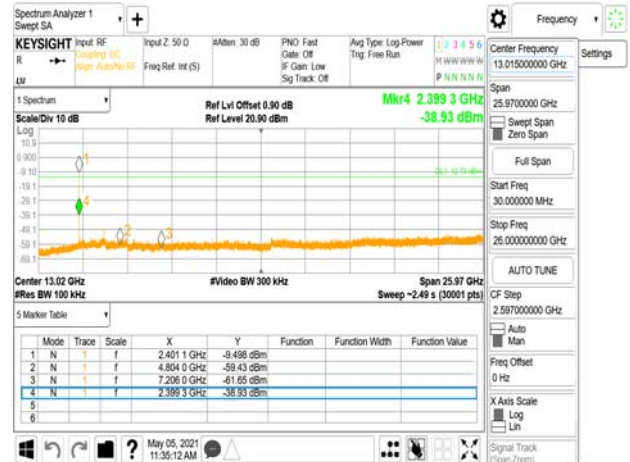 Spectrum Analyzer 1
Swept SA
+
Frequency
KEYSIGHT Input: RF
R
Coupling: DC
Align: Auto/No RF
LV
Input Z: 50 Ω
Freq Ref: Int (S)
#Atten: 30 dB
PNO: Fast
Gate: Off
IF Gain: Low
Sig Track: Off
Avg Type: Log-Power
Trig: Free Run
1 2 3 4 5 6
M W W W W W
P N N N N N
Center Frequency
13.015000000 GHz
Settings
1 Spectrum
Scale/Div 10 dB
Ref Lvl Offset 0.90 dB
Ref Level 20.90 dBm
Mkr4 2.399 3 GHz
-38.93 dBm
Span
25.9700000 GHz
Swept Span
Zero Span
Full Span
Start Freq
30.000000 MHz
Stop Freq
26.000000000 GHz
AUTO TUNE
CF Step
2.597000000 GHz
Auto
Man
Freq Offset
0 Hz
X Axis Scale
Log
Lin
Signal Track
(Span Zoom)
Log
10.9
0.900
-9.10
-19.1
-29.1
-39.1
-49.1
-59.1
-69.1
1
4
2
3
Center 13.02 GHz
#Res BW 100 kHz
#Video BW 300 kHz
Span 25.97 GHz
Sweep ~2.49 s (30001 pts)
5 Marker Table
Mode Trace Scale X Y Function Function Width Function Value
1 N 1 f 2.401 1 GHz -9.498 dBm
2 N 1 f 4.804 0 GHz -59.43 dBm
3 N 1 f 7.206 0 GHz -61.65 dBm
4 N 1 f 2.399 3 GHz -38.93 dBm
5
6
?
May 05, 2021
11:35:12 AM